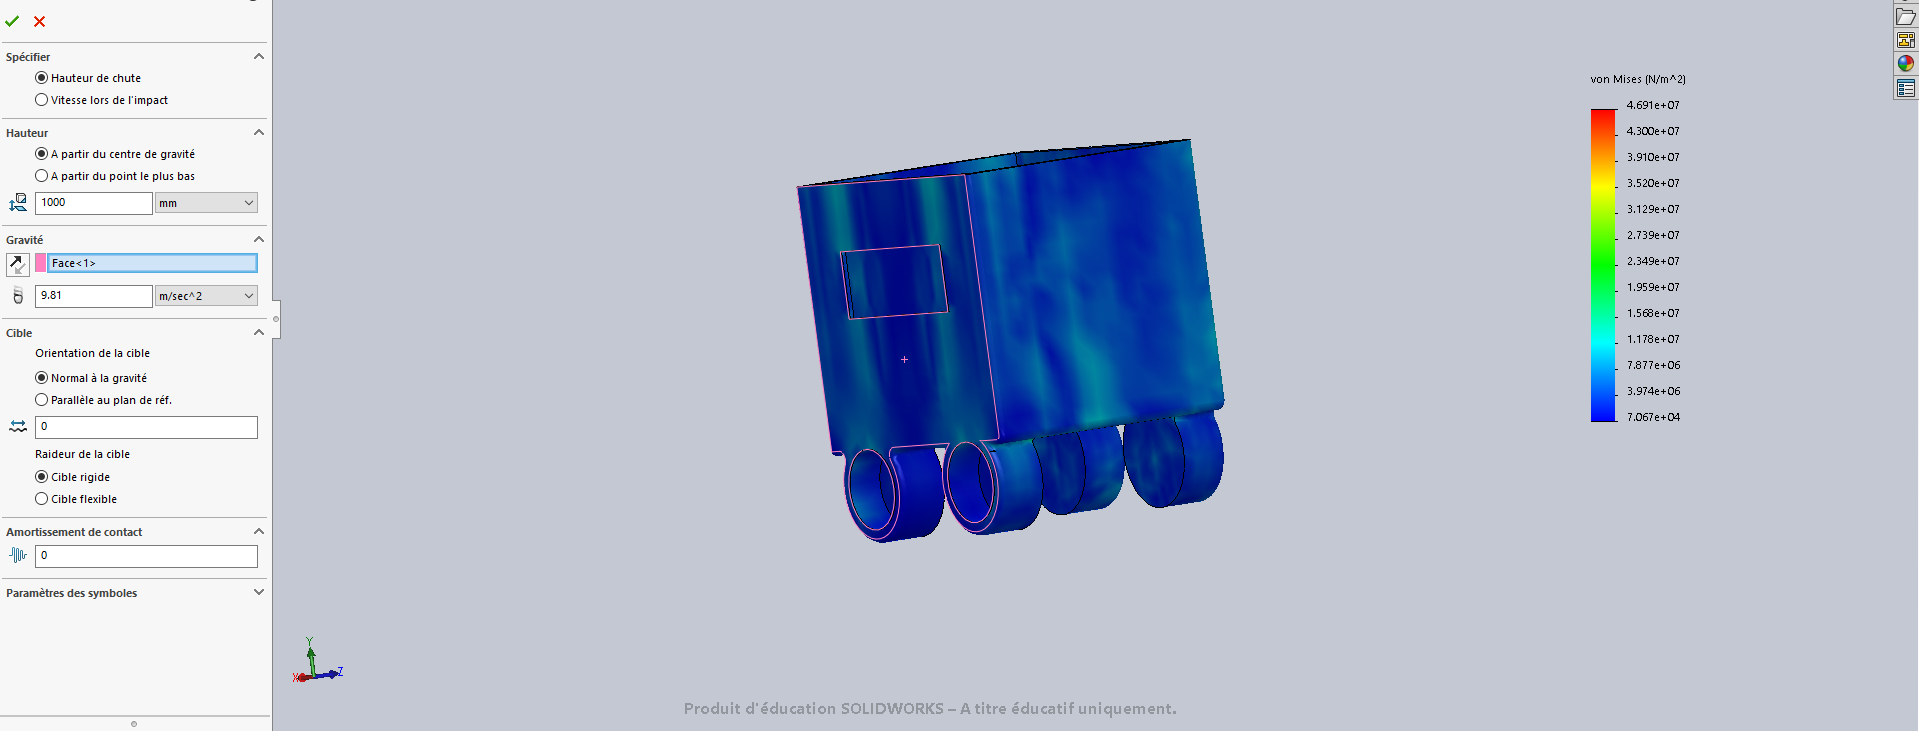 Spécifier
Hauteur de chute
Vitesse lors de l'impact
Hauteur
A partir du centre de gravité
A partir du point le plus bas
1000 mm
Gravité
Face<1>
9.81 m/sec^2
Cible
Orientation de la cible
Normal à la gravité
Parallèle au plan de réf.
0
Raideur de la cible
Cible rigide
Cible flexible
Amortissement de contact
0
Paramètres des symboles
von Mises (N/m^2)
4.691e+07
4.300e+07
3.910e+07
3.520e+07
3.129e+07
2.739e+07
2.349e+07
1.959e+07
1.568e+07
1.178e+07
7.877e+06
3.974e+06
7.067e+04
Y
X
Z
Produit d'éducation SOLIDWORKS – A titre éducatif uniquement.